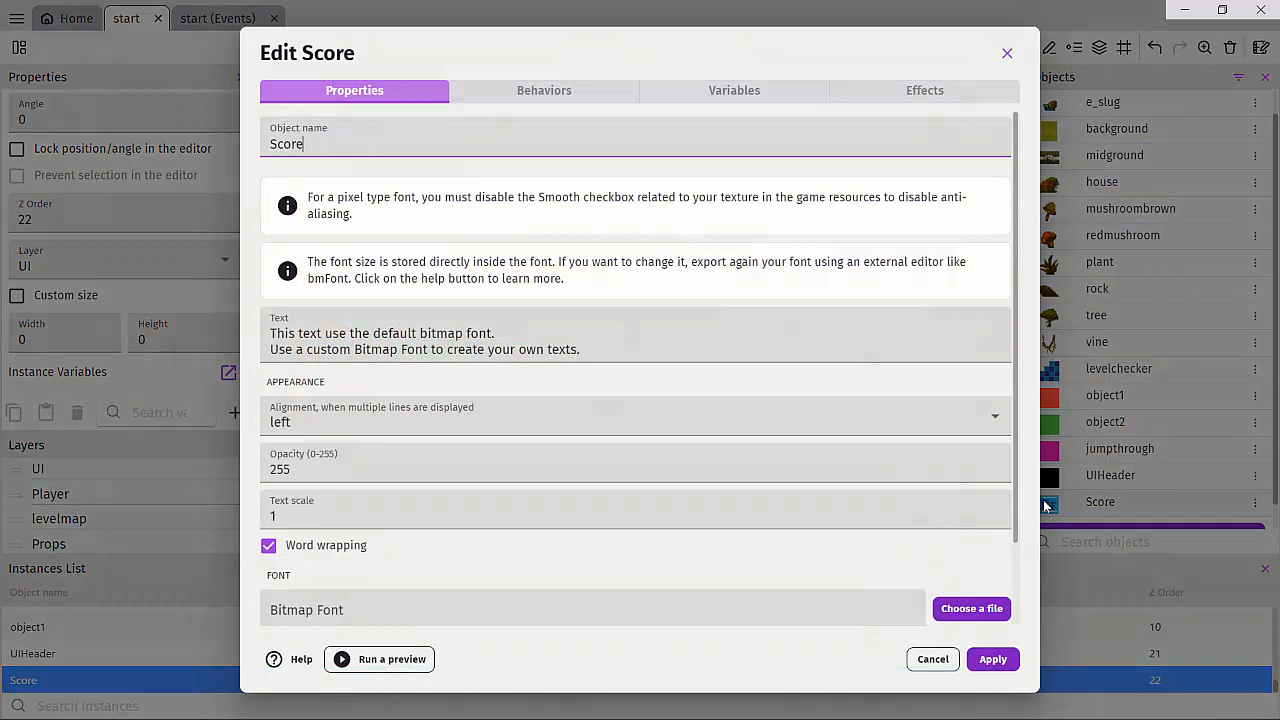 Home
start
start (Events)
Properties
Angle
0
Lock position/angle in the editor
Prevent selection in the editor
Z Order
22
Layer
UI
Custom size
Width
0
Height
0
Instance Variables
Search va
Layers
UI
Player
levelmap
Props
Instances List
Object name
object1
UIHeader
Score
Search instances
Edit Score
Properties
Behaviors
Variables
Effects
Object name
Score
For a pixel type font, you must disable the Smooth checkbox related to your texture in the game resources to disable anti-
aliasing.
The font size is stored directly inside the font. If you want to change it, export again your font using an external editor like
bmFont. Click on the help button to learn more.
Text
This text use the default bitmap font.
Use a custom Bitmap Font to create your own texts.
APPEARANCE
Alignment, when multiple lines are displayed
left
Opacity (0-255)
255
Text scale
1
Word wrapping
FONT
Bitmap Font
Choose a file
Help
Run a preview
Cancel
Apply
e_slug
background
midground
house
mushroombrown
redmushroom
plant
rock
tree
vine
levelchecker
object1
object2
jumpthrough
UIHeader
Score
Search objects
Z Order
10
21
22